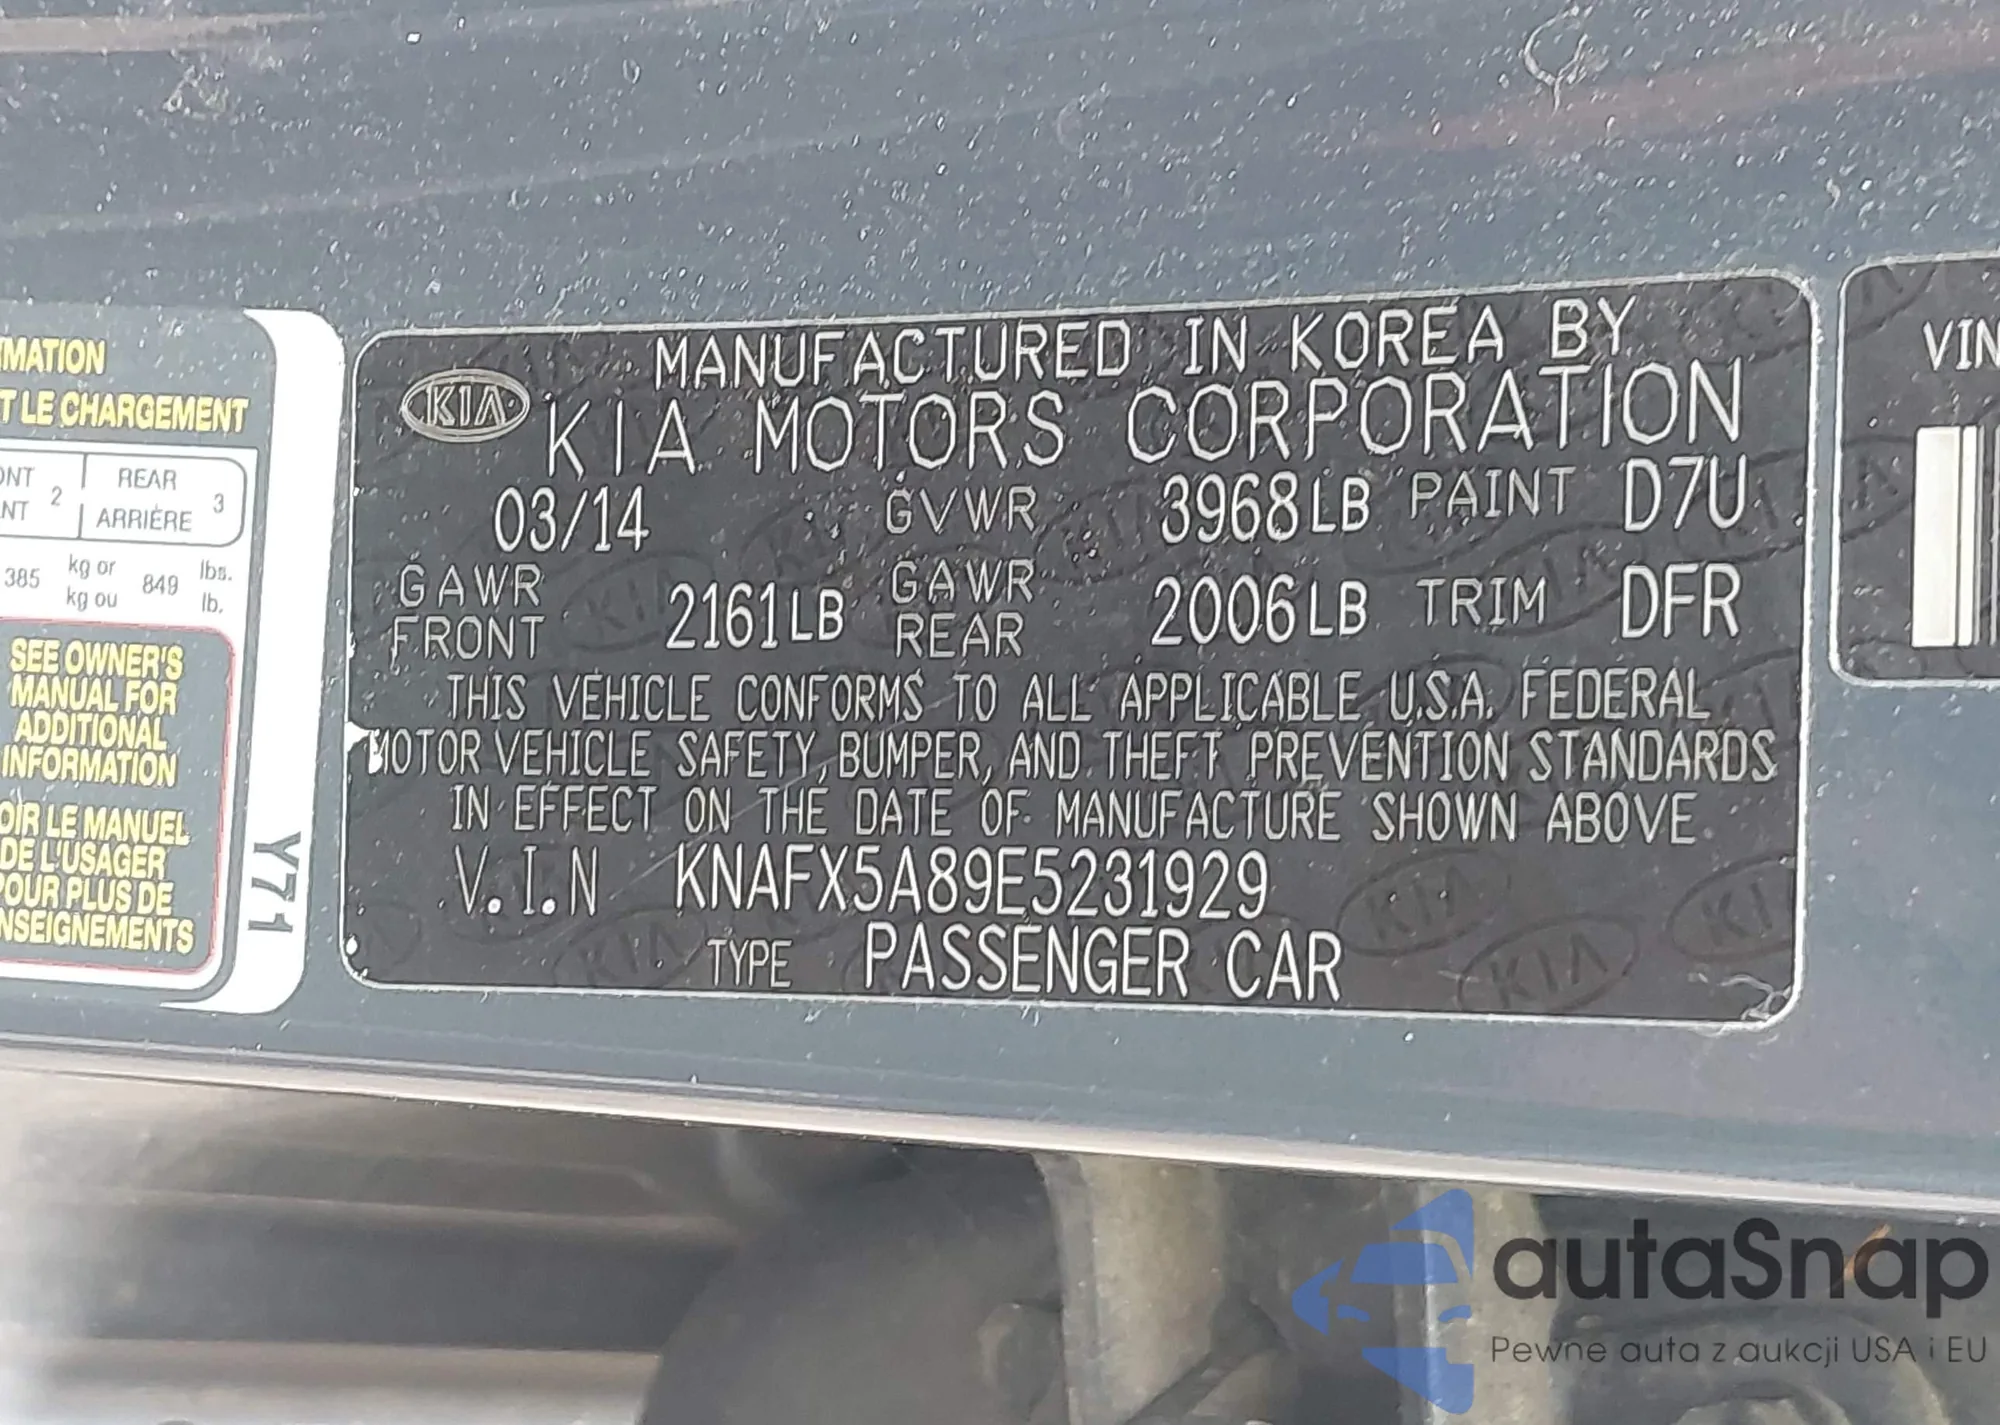 MANUFACTURED IN KOREA BY
KIA KIA MOTORS CORPORATION
03/14 GVWR 3968LB PAINT D7U
GAWR FRONT 2161LB GAWR REAR 2006LB TRIM DFR
THIS VEHICLE CONFORMS TO ALL APPLICABLE U.S.A. FEDERAL
MOTOR VEHICLE SAFETY, BUMPER, AND THEFT PREVENTION STANDARDS
IN EFFECT ON THE DATE OF MANUFACTURE SHOWN ABOVE
V.I.N KNAFX5A89E5231929
TYPE PASSENGER CAR
T LE CHARGEMENT
2 REAR 3
ARRIÈRE
385 kg or 849 lbs.
kg ou lb.
SEE OWNER'S
MANUAL FOR
ADDITIONAL
INFORMATION
OIR LE MANUEL
DE L'USAGER
POUR PLUS DE
NSEIGNEMENTS
Y71
VIN
autaSnap
Pewne auta z aukcji USA i EU